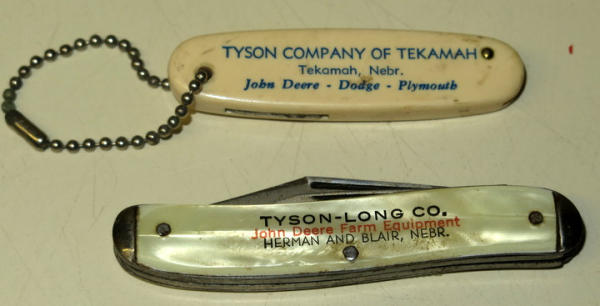 TYSON COMPANY OF TEKAMAH
Tekamah, Nebr.
John Deere - Dodge - Plymouth
TYSON-LONG CO.
John Deere Farm Equipment
HERMAN AND BLAIR, NEBR.